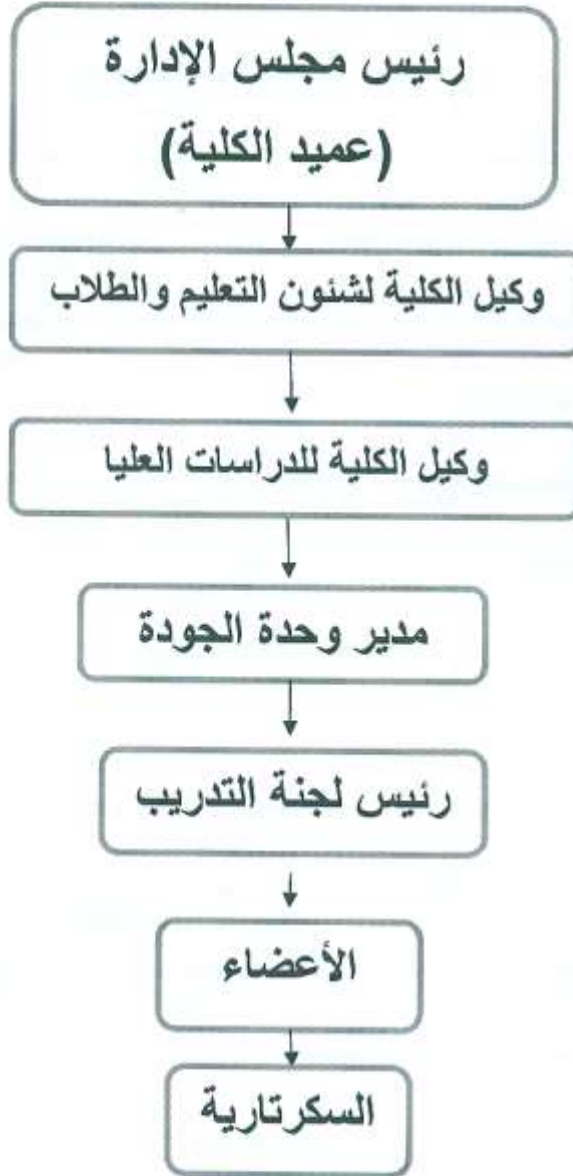 رئيس مجلس الإدارة
(عميد الكلية)
وكيل الكلية لشئون التعليم والطلاب
وكيل الكلية للدراسات العليا
مدير وحدة الجودة
رئيس لجنة التدريب
الأعضاء
السكرتارية